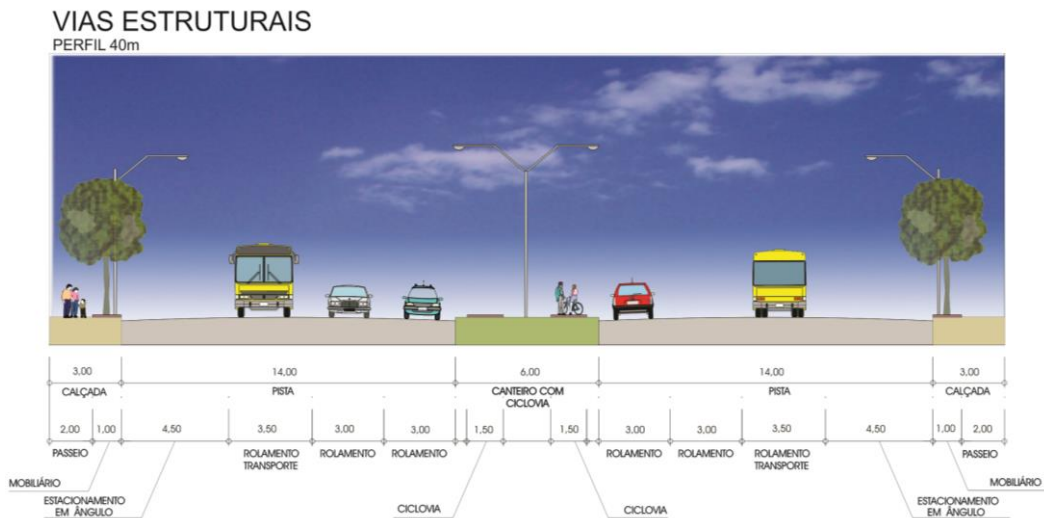 VIAS ESTRUTURAIS
PERFIL 40m
3,00 14,00 6,00 14,00 3,00
CALÇADA PISTA CANTEIRO COM PISTA CALÇADA
CICLOVIA
2,00 1,00 4,50 3,50 3,00 3,00 1,50 1,50 3,00 3,00 3,50 4,50 1,00 2,00
PASSEIO ROLAMENTO ROLAMENTO ROLAMENTO ROLAMENTO ROLAMENTO ROLAMENTO PASSEIO
TRANSPORTE TRANSPORTE
MOBILIÁRIO MOBILIÁRIO
ESTACIONAMENTO ESTACIONAMENTO
EM ÂNGULO CICLOVIA CICLOVIA EM ÂNGULO